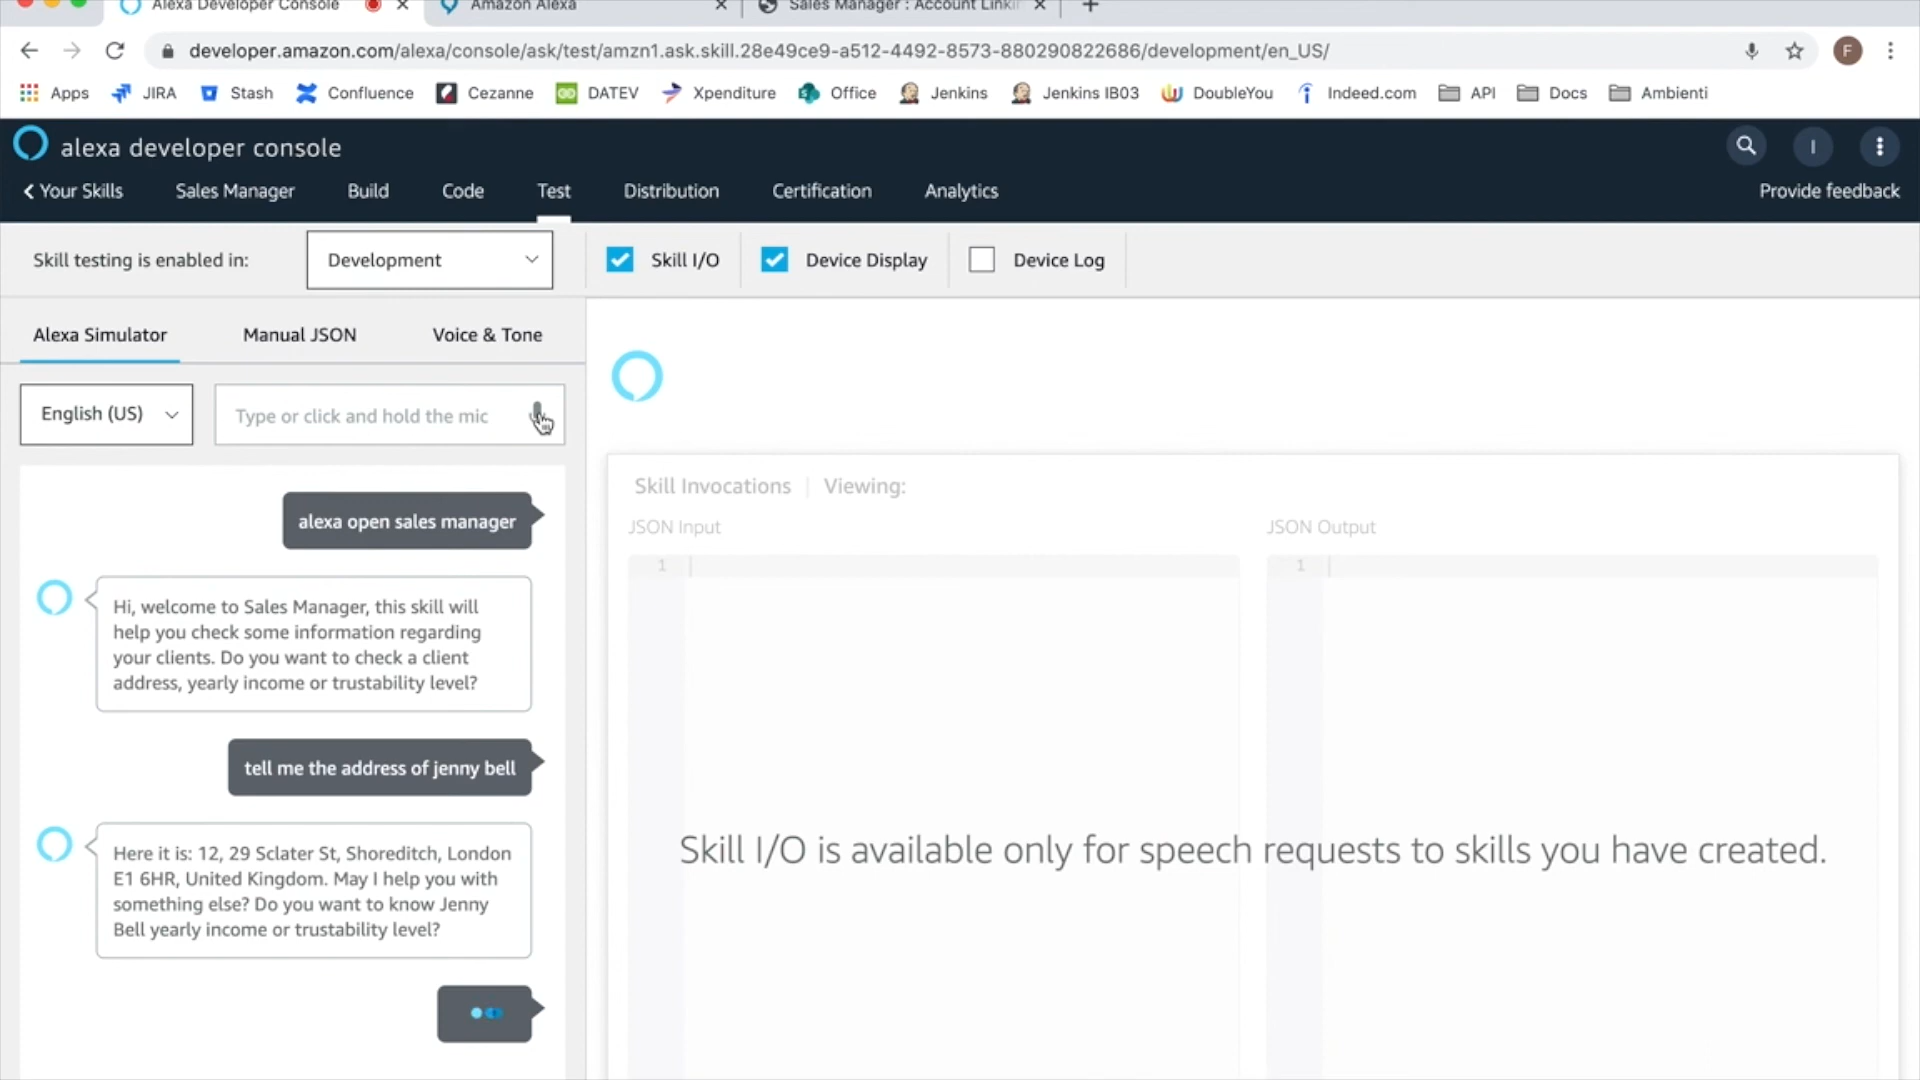 Alexa Developer Console
Amazon Alexa
Sales Manager : Account Linkin
developer.amazon.com/alexa/console/ask/test/amzn1.ask.skill.28e49ce9-a512-4492-8573-880290822686/development/en_US/
F
Apps
JIRA
Stash
Confluence
Cezanne
DATEV
Xpenditure
Office
Jenkins
Jenkins IB03
DoubleYou
Indeed.com
API
Docs
Ambienti
alexa developer console
I
Your Skills
Sales Manager
Build
Code
Test
Distribution
Certification
Analytics
Provide feedback
Skill testing is enabled in:
Development
Skill I/O
Device Display
Device Log
Alexa Simulator
Manual JSON
Voice & Tone
English (US)
Type or click and hold the mic
alexa open sales manager
Hi, welcome to Sales Manager, this skill will
help you check some information regarding
your clients. Do you want to check a client
address, yearly income or trustability level?
tell me the address of jenny bell
Here it is: 12, 29 Sclater St, Shoreditch, London
E1 6HR, United Kingdom. May I help you with
something else? Do you want to know Jenny
Bell yearly income or trustability level?
Skill Invocations
Viewing:
JSON Input
JSON Output
1
1
Skill I/O is available only for speech requests to skills you have created.